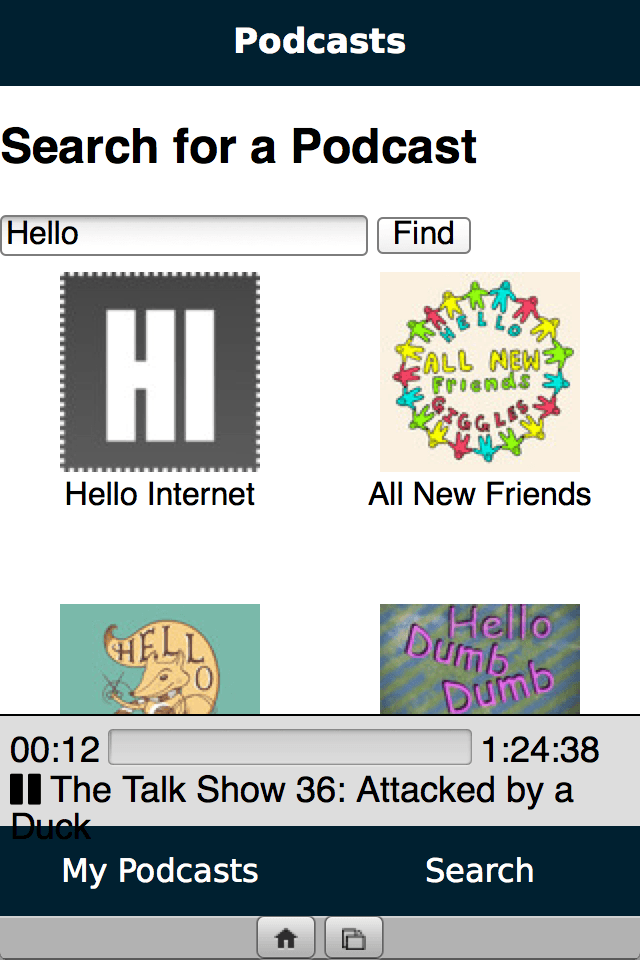 Podcasts
Search for a Podcast
Hello Find
HI
HELLO
ALL NEW
Friends
GIGGLES
Hello Internet All New Friends
HELLO
Hello
Dumb
Dumb
00:12 1:24:38
The Talk Show 36: Attacked by a
Duck
My Podcasts Search